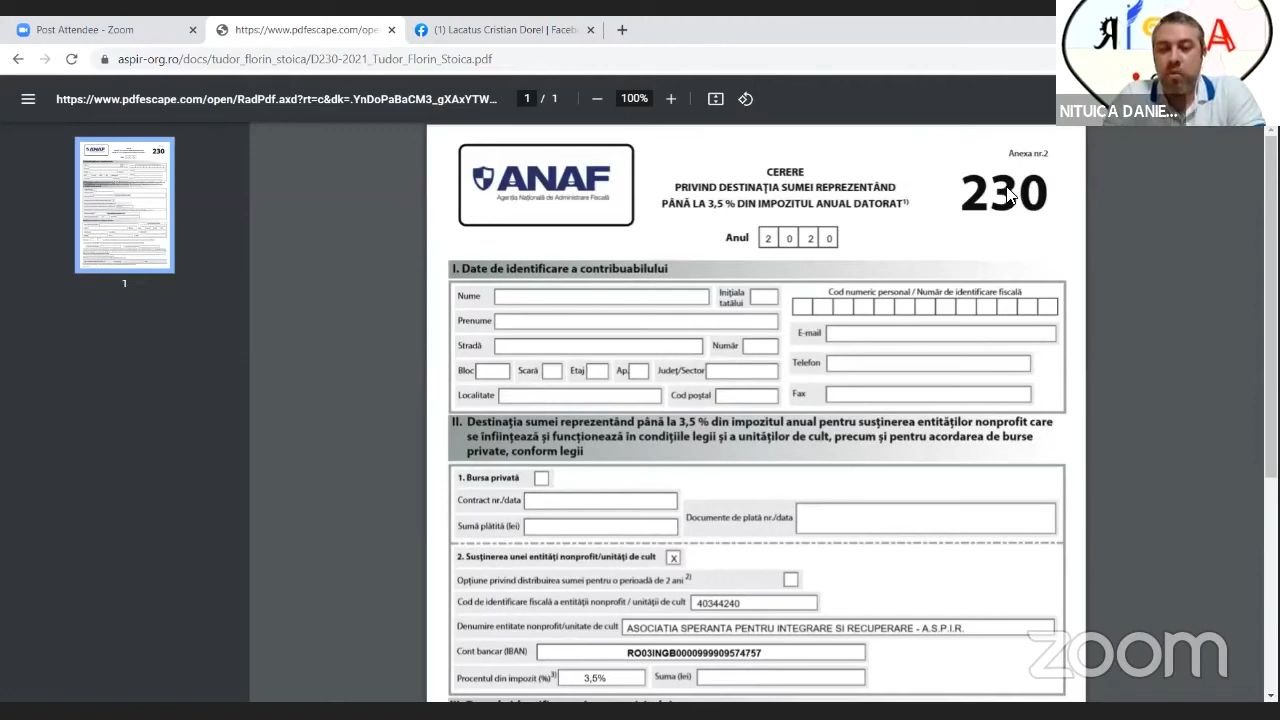 Post Attendee - Zoom
https://www.pdfescape.com/ope
(1) Lacatus Cristian Dorel | Faceb
aspir-org.ro/docs/tudor_florin_stoica/D230-2021_Tudor_Florin_Stoica.pdf
https://www.pdfescape.com/open/RadPdf.axd?rt=c&dk=.YnDoPaBaCM3_gXAxYTW...
1 / 1
100%
NITUICA DANIE...
1
Anexa nr.2
ANAF
Agenția Națională de Administrare Fiscală
CERERE
PRIVIND DESTINAȚIA SUMEI REPREZENTÂND
PÂNĂ LA 3,5 % DIN IMPOZITUL ANUAL DATORAT1)
230
Anul 2 0 2 0
I. Date de identificare a contribuabilului
Nume
Inițiala tatălui
Cod numeric personal / Număr de identificare fiscală
Prenume
E-mail
Stradă
Număr
Telefon
Bloc
Scară
Etaj
Ap.
Județ/Sector
Localitate
Cod poștal
Fax
II. Destinația sumei reprezentând până la 3,5 % din impozitul anual pentru susținerea entităților nonprofit care
se înființează și funcționează în condițiile legii și a unităților de cult, precum și pentru acordarea de burse
private, conform legii
1. Bursa privată
Contract nr./data
Documente de plată nr./data
Sumă plătită (lei)
2. Susținerea unei entități nonprofit/unități de cult x
Opțiune privind distribuirea sumei pentru o perioadă de 2 ani 2)
Cod de identificare fiscală a entității nonprofit / unității de cult 40344240
Denumire entitate nonprofit/unitate de cult ASOCIATIA SPERANTA PENTRU INTEGRARE SI RECUPERARE - A.S.P.I.R.
Cont bancar (IBAN) RO03INGB0000999909574757
Procentul din impozit (%)3) 3,5% Suma (lei)
zoom